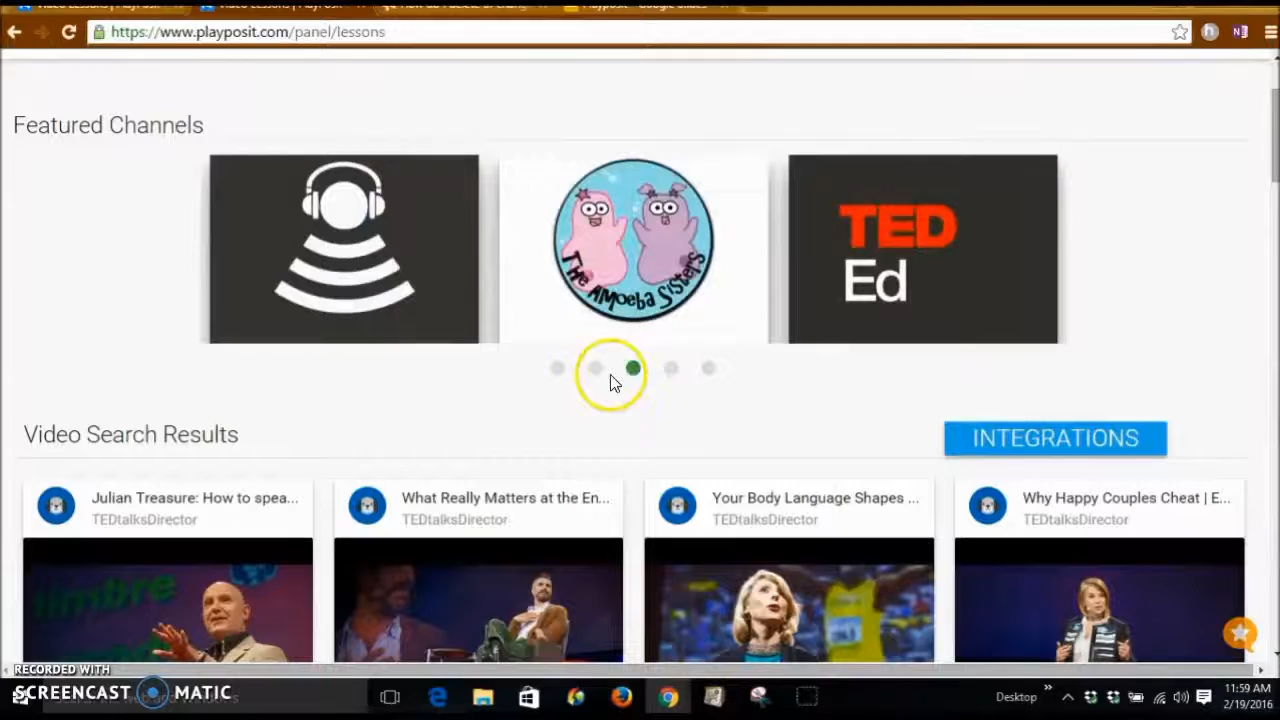 https://www.playposit.com/panel/lessons
Featured Channels
THE AMOEBA SISTERS
TED
Ed
Video Search Results
INTEGRATIONS
Julian Treasure: How to spea...
TEDtalksDirector
What Really Matters at the En...
TEDtalksDirector
Your Body Language Shapes ...
TEDtalksDirector
Why Happy Couples Cheat | E...
TEDtalksDirector
RECORDED WITH
SCREENCAST MATIC
Desktop
11:59 AM
2/19/2016